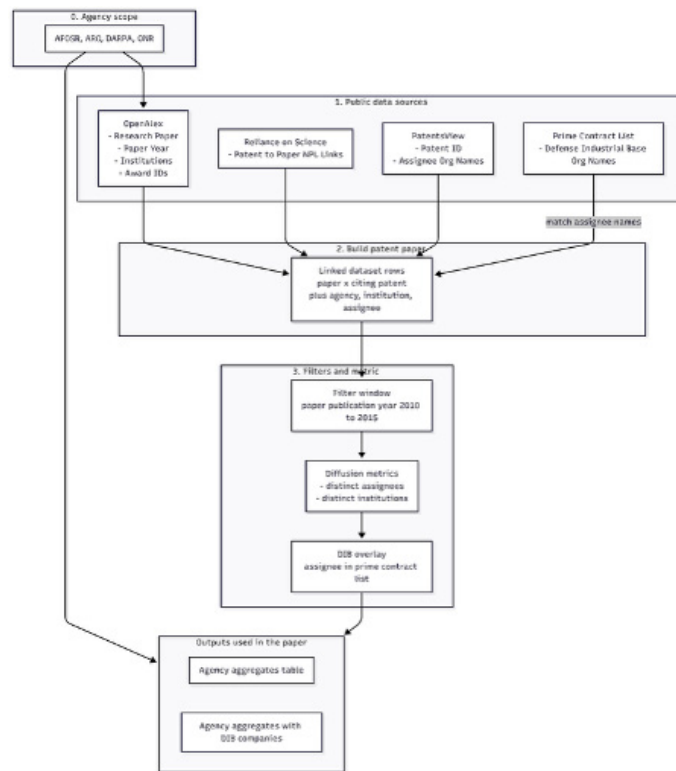 0. Agency scope
AFOSR, ARO, DARPA, ONR
1. Public data sources
OpenAlex
- Research Paper
- Paper Year
- Institutions
- Award IDs
Reliance on Science
- Patent to Paper NPL Links
PatentsView
- Patent ID
- Assignee Org Names
Prime Contract List
- Defense Industrial Base
Org Names
match assignee names
2. Build patent paper
Linked dataset rows
paper x citing patent
plus agency, institution,
assignee
3. Filters and metric
Filter window
paper publication year 2010
to 2015
Diffusion metrics
- distinct assignees
- distinct institutions
DIB overlay
assignee in prime contract
list
Outputs used in the paper
Agency aggregates table
Agency aggregates with
DIB companies